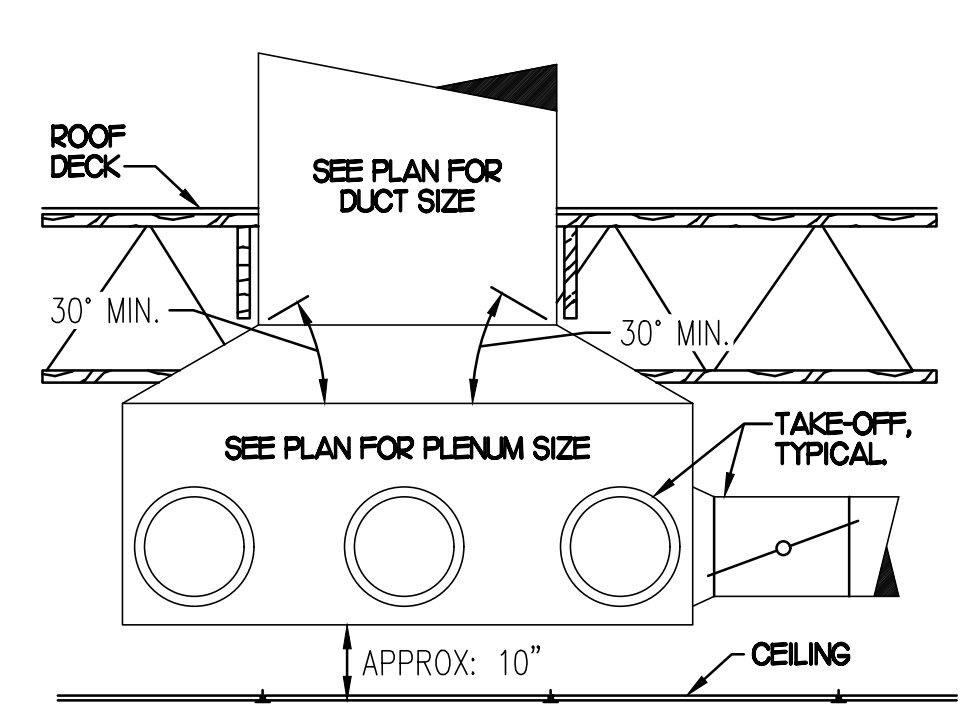 ROOF
DECK
SEE PLAN FOR
DUCT SIZE
30° MIN.
30° MIN.
SEE PLAN FOR PLENUM SIZE
TAKE-OFF,
TYPICAL.
APPROX: 10"
CEILING